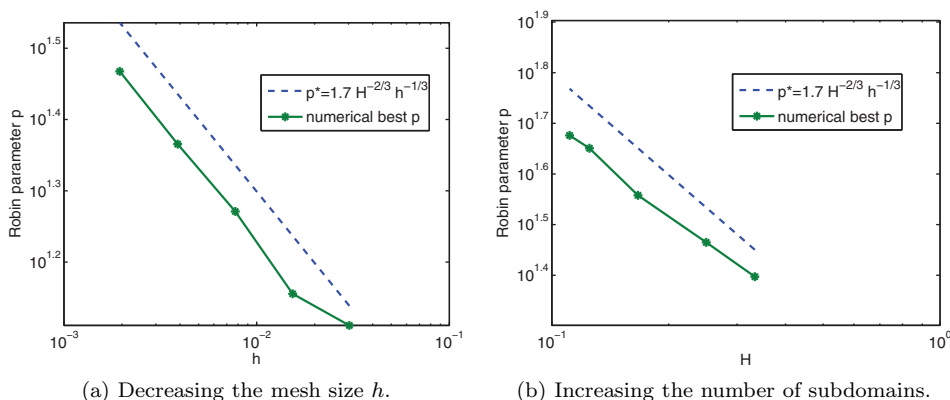 10^1.5
10^1.4
10^1.3
10^1.2
Robin parameter p
p*=1.7 H^-2/3 h^-1/3
numerical best p
10^-3
10^-2
10^-1
h
(a) Decreasing the mesh size h.
10^1.9
10^1.8
10^1.7
10^1.6
10^1.5
10^1.4
Robin parameter p
p*=1.7 H^-2/3 h^-1/3
numerical best p
10^-1
10^0
H
(b) Increasing the number of subdomains.